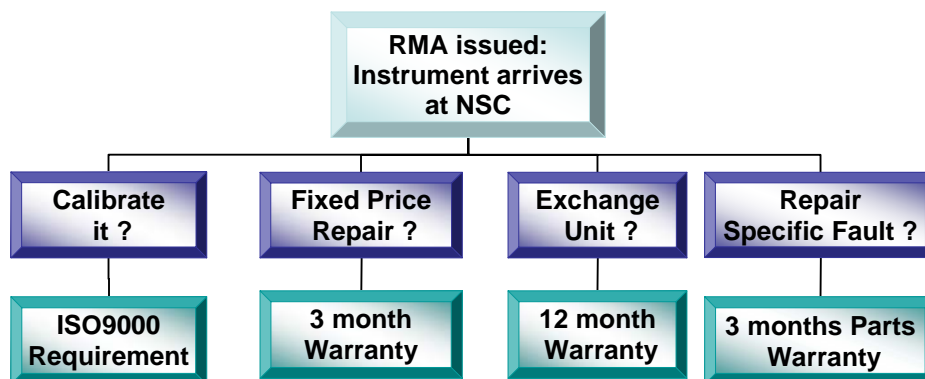 RMA issued:
Instrument arrives
at NSC
Calibrate
it ?
Fixed Price
Repair ?
Exchange
Unit ?
Repair
Specific Fault ?
ISO9000
Requirement
3 month
Warranty
12 month
Warranty
3 months Parts
Warranty